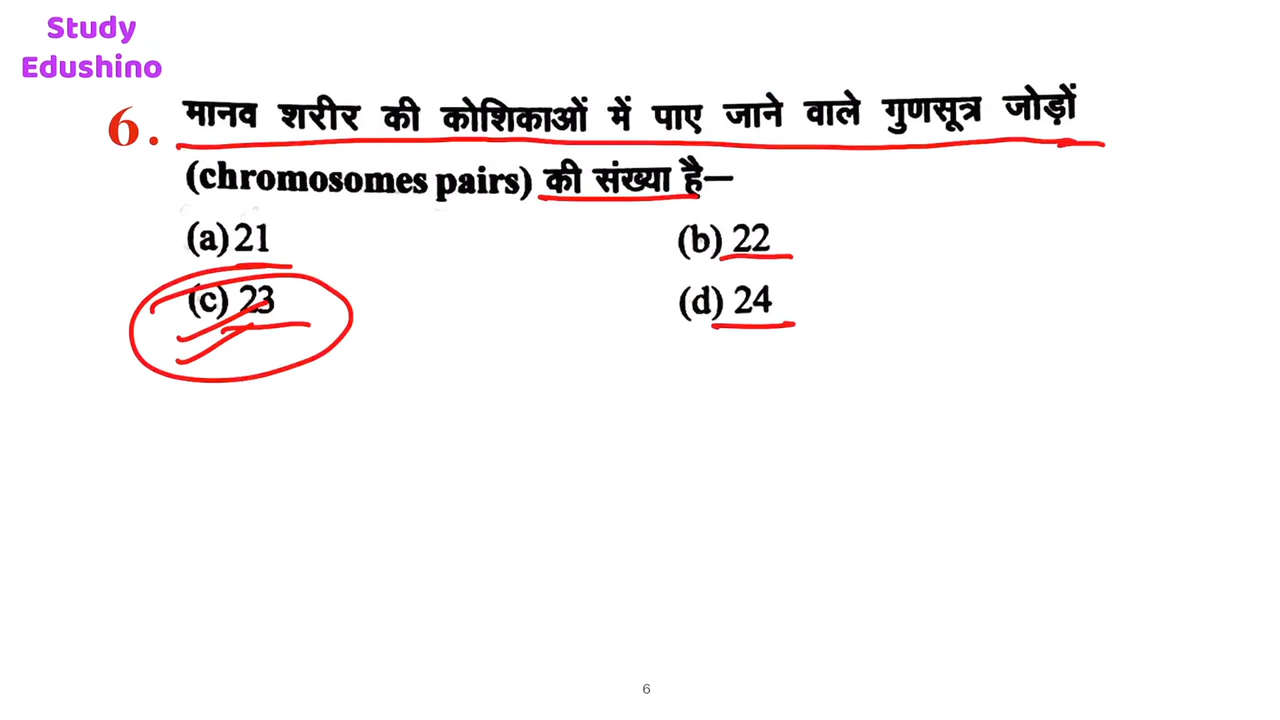 Study
Edushino
6. मानव शरीर की कोशिकाओं में पाए जाने वाले गुणसूत्र जोड़ों
(chromosomes pairs) की संख्या है—
(a) 21 (b) 22
(c) 23 (d) 24
6